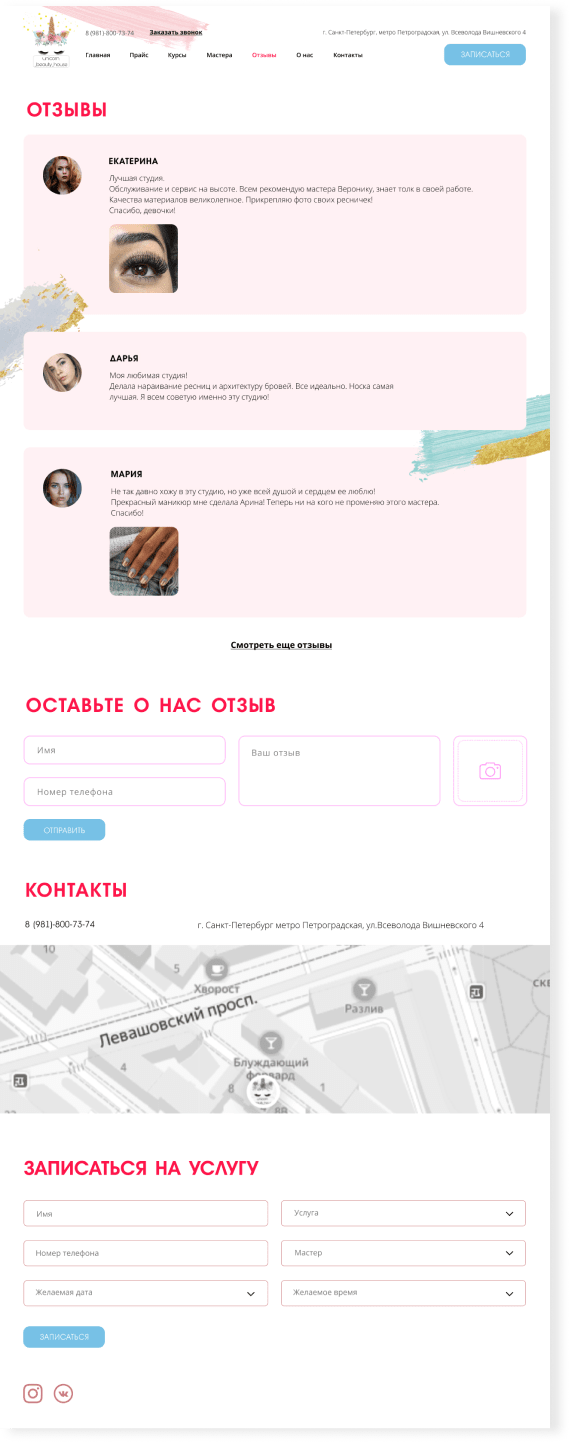 8 (981)-800-73-74
Заказать звонок
г. Санкт-Петербург, метро Петроградская, ул. Всеволода Вишневского 4
unicorn
_beauty_house
Главная
Прайс
Курсы
Мастера
Отзывы
О нас
Контакты
ЗАПИСАТЬСЯ
ОТЗЫВЫ
ЕКАТЕРИНА
Лучшая студия.
Обслуживание и сервис на высоте. Всем рекомендую мастера Веронику, знает толк в своей работе.
Качества материалов великолепное. Прикрепляю фото своих ресничек!
Спасибо, девочки!
ДАРЬЯ
Моя любимая студия!
Делала нараивание ресниц и архитектуру бровей. Все идеально. Носка самая
лучшая. Я всем советую именно эту студию!
МАРИЯ
Не так давно хожу в эту студию, но уже всей душой и сердцем ее люблю!
Прекрасный маникюр мне сделала Арина! Теперь ни на кого не променяю этого мастера.
Спасибо!
Смотреть еще отзывы
ОСТАВЬТЕ О НАС ОТЗЫВ
Имя
Ваш отзыв
Номер телефона
ОТПРАВИТЬ
КОНТАКТЫ
8 (981)-800-73-74
г. Санкт-Петербург метро Петроградская, ул.Всеволода Вишневского 4
10
5
Хворост
СКВ
Разлив
Левашовский просп.
4
Блуждающий
форвард
8
1
8В
ЗАПИСАТЬСЯ НА УСЛУГУ
Имя
Услуга
Номер телефона
Мастер
Желаемая дата
Желаемое время
ЗАПИСАТЬСЯ